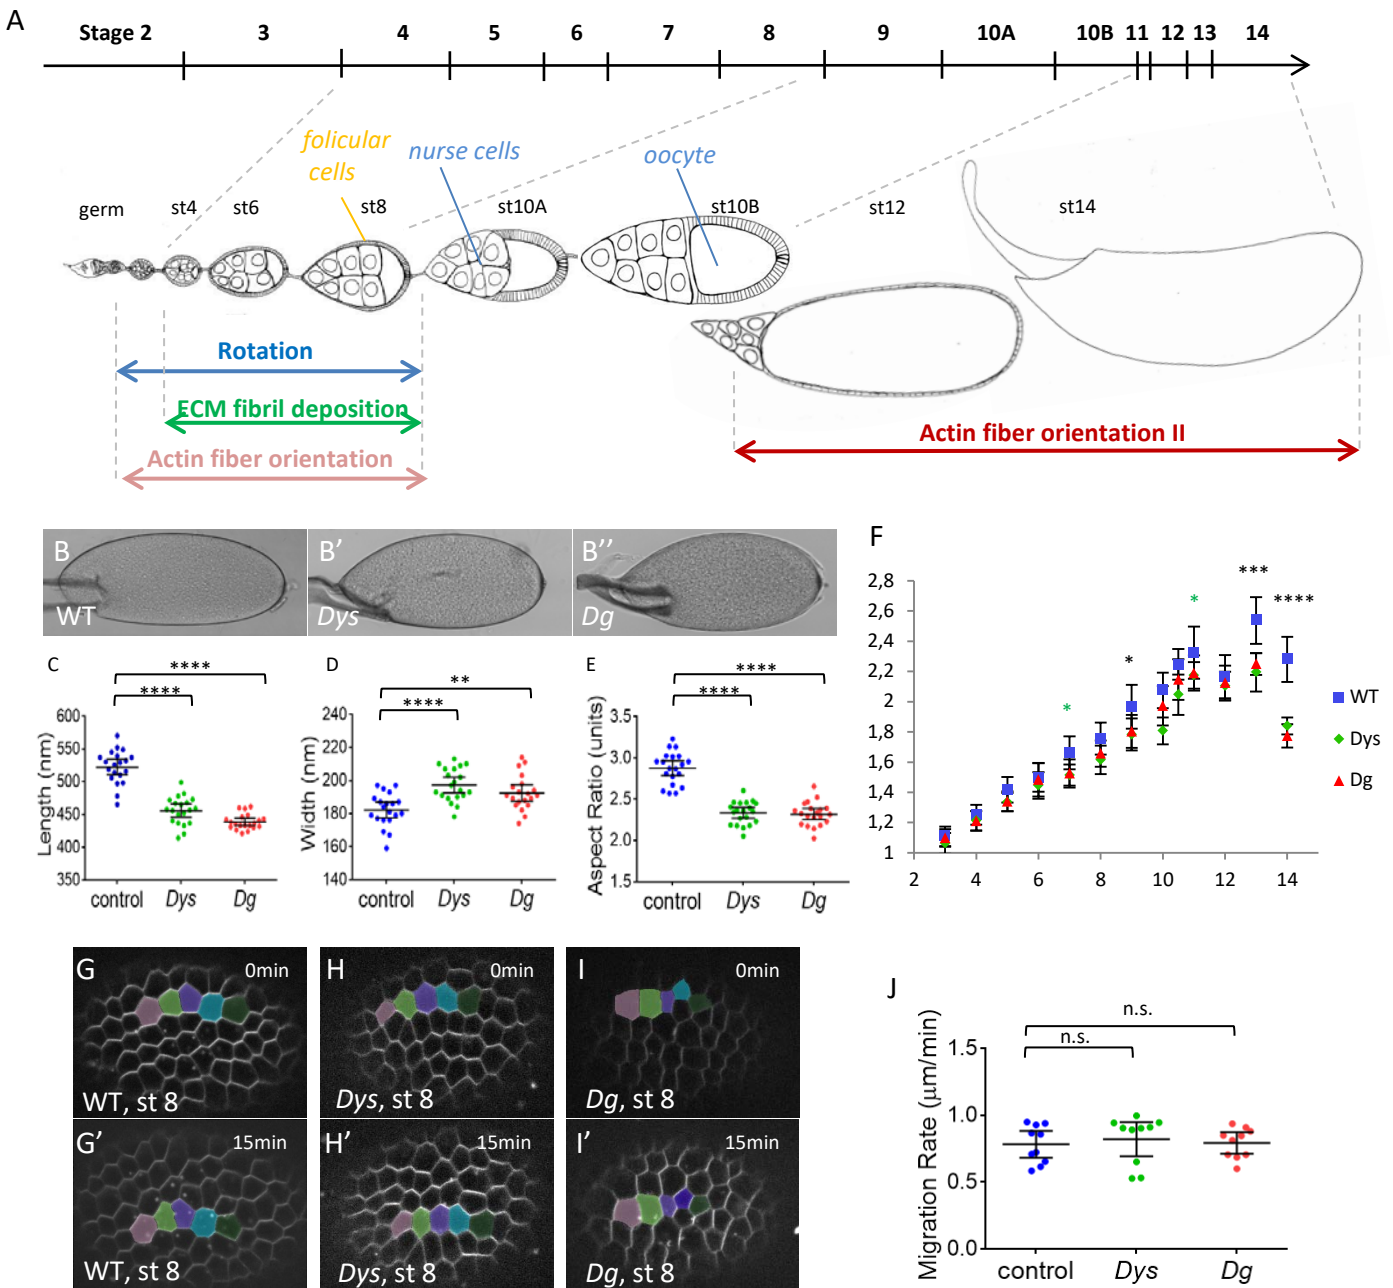 A
Stage 2 3 4 5 6 7 8 9 10A 10B 11 12 13 14
folicular
cells
nurse cells
oocyte
germ st4 st6 st8 st10A st10B st12 st14
Rotation
ECM fibril deposition
Actin fiber orientation
Actin fiber orientation II
B
WT
B′
Dys
B′′
Dg
C
****
****
600
550
500
450
400
350
Length (nm)
control Dys Dg
D
**
****
240
220
200
180
160
140
Width (nm)
control Dys Dg
E
****
****
3.5
3.0
2.5
2.0
1.5
Aspect Ratio (units)
control Dys Dg
F
2,8
2,6
2,4
2,2
2
1,8
1,6
1,4
1,2
1
2 4 6 8 10 12 14
*
*
*
***
****
WT
Dys
Dg
G 0min
WT, st 8
H 0min
Dys, st 8
I 0min
Dg, st 8
G′ 15min
WT, st 8
H′ 15min
Dys, st 8
I′ 15min
Dg, st 8
J
n.s.
n.s.
1.5
1.0
0.5
0.0
Migration Rate (μm/min)
control Dys Dg